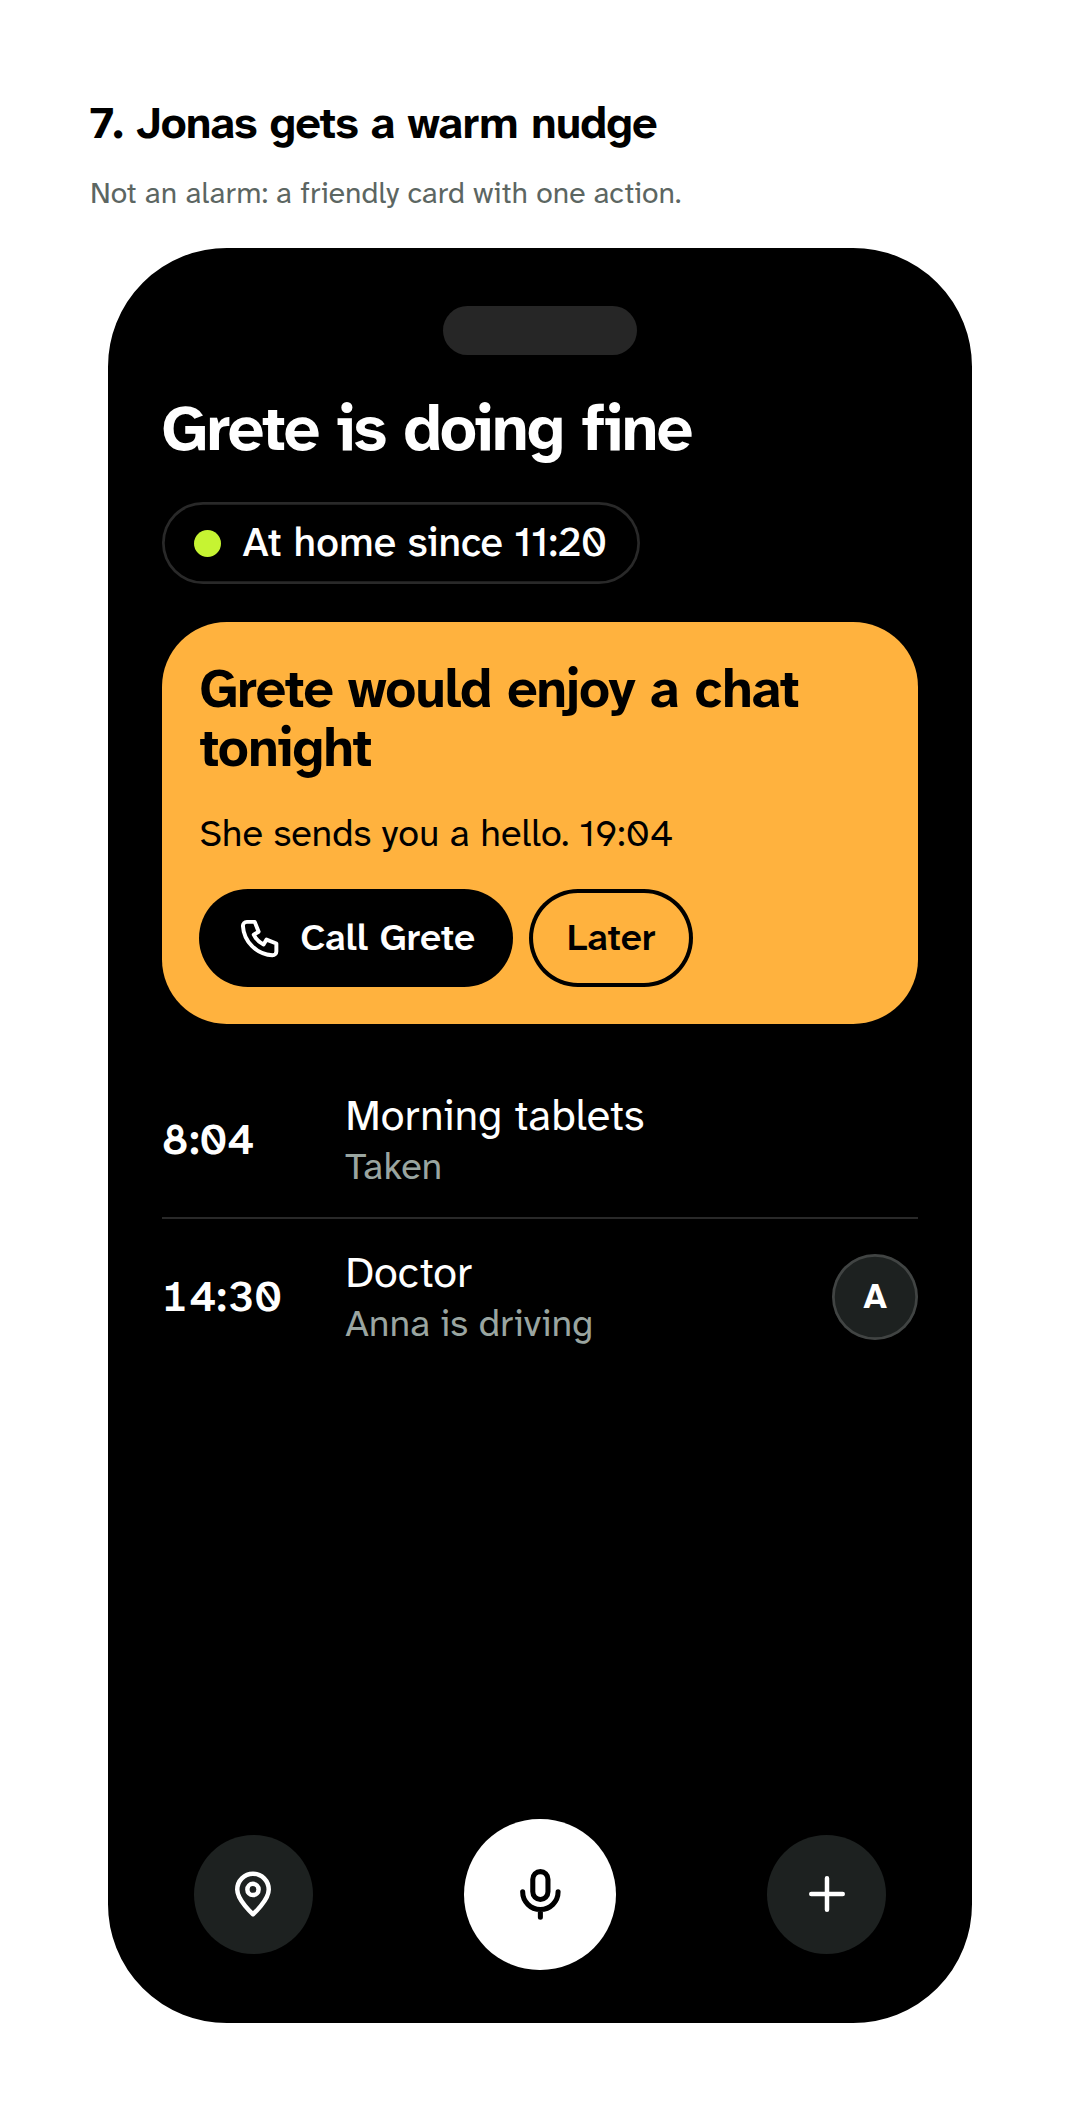 7. Jonas gets a warm nudge
Not an alarm: a friendly card with one action.
Grete is doing fine
At home since 11:20
Grete would enjoy a chat
tonight
She sends you a hello. 19:04
Call Grete
Later
8:04
Morning tablets
Taken
14:30
Doctor
Anna is driving
A